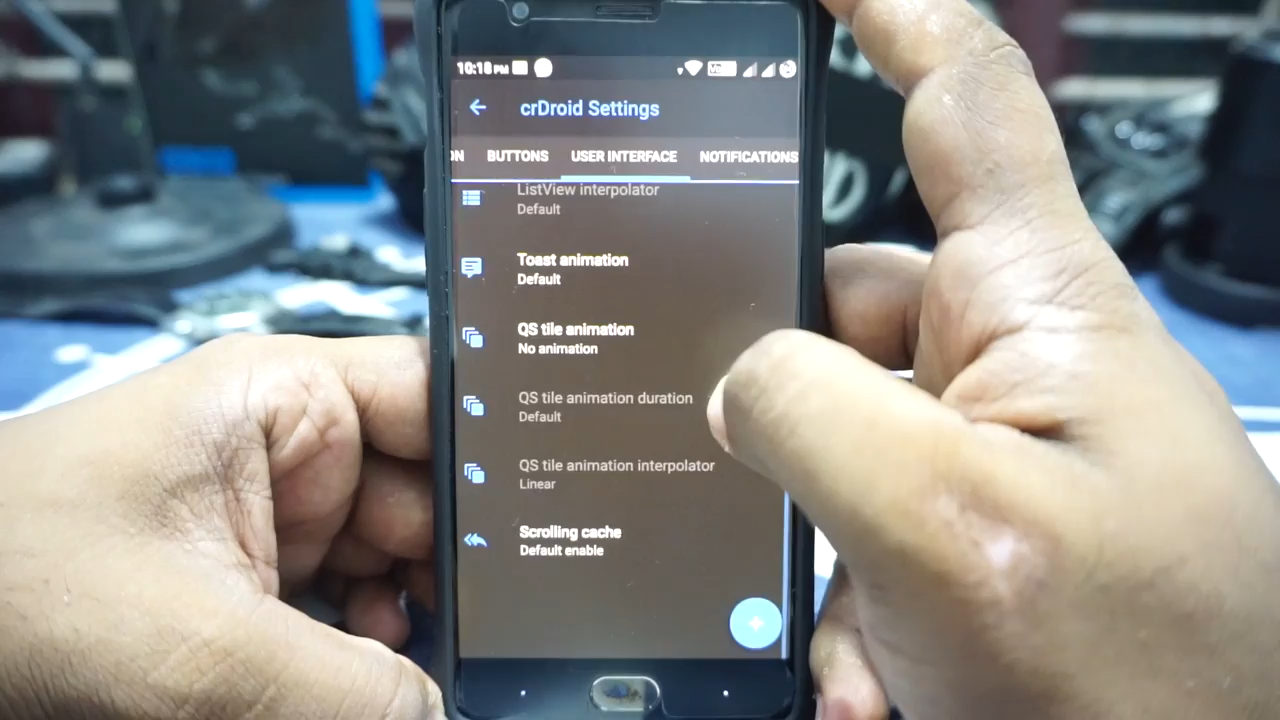 10:18 PM
crDroid Settings
ON BUTTONS USER INTERFACE NOTIFICATIONS
ListView interpolator
Default
Toast animation
Default
QS tile animation
No animation
QS tile animation duration
Default
QS tile animation interpolator
Linear
Scrolling cache
Default enable